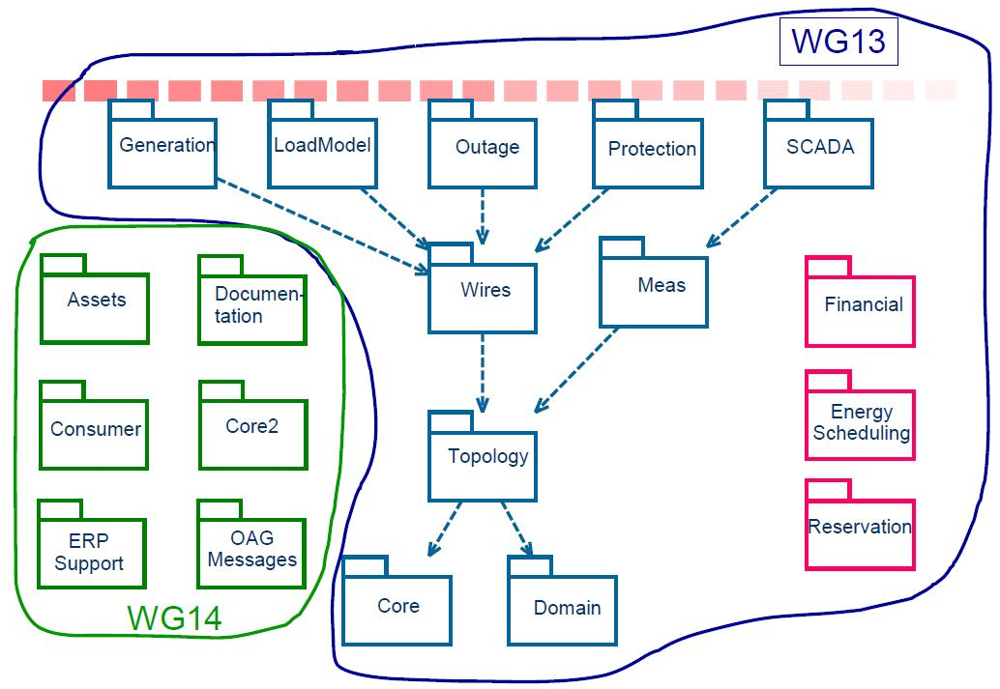 WG13
Generation
LoadModel
Outage
Protection
SCADA
Assets
Documen-
tation
Wires
Meas
Financial
Consumer
Core2
Topology
Energy
Scheduling
ERP
Support
OAG
Messages
Reservation
WG14
Core
Domain